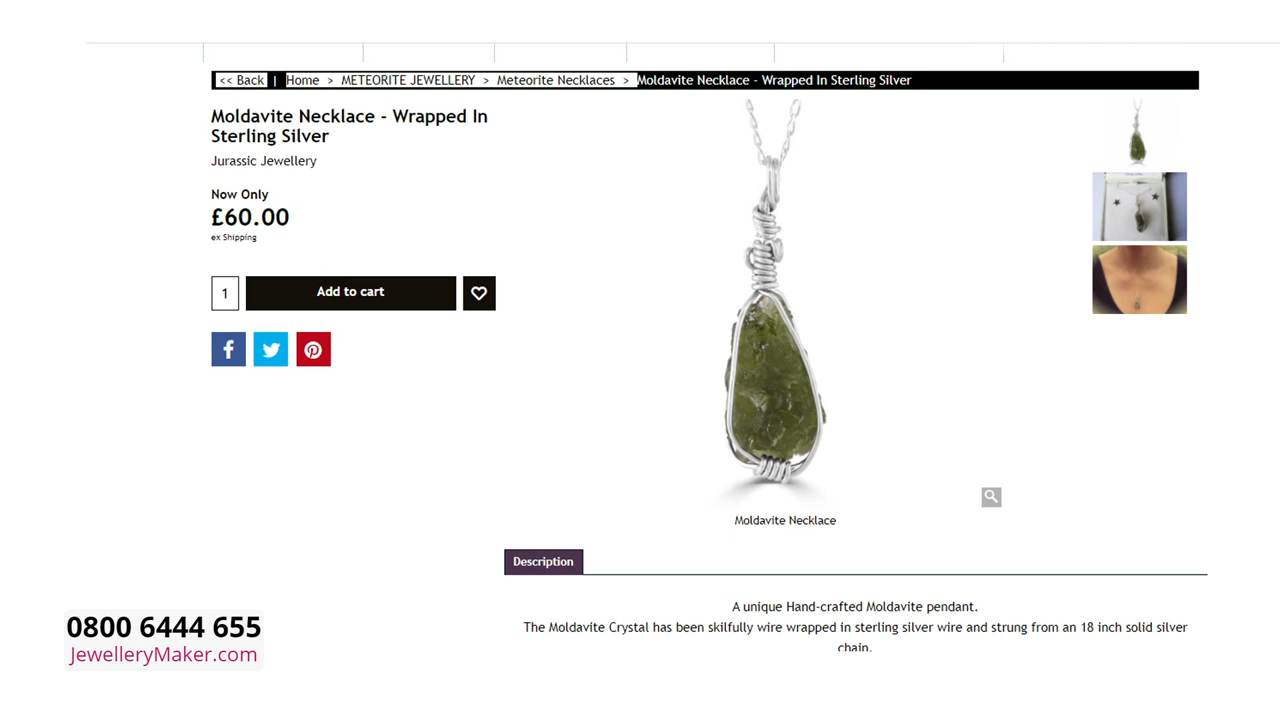 << Back | Home > METEORITE JEWELLERY > Meteorite Necklaces > Moldavite Necklace - Wrapped In Sterling Silver
Moldavite Necklace - Wrapped In
Sterling Silver
Jurassic Jewellery
Now Only
£60.00
ex Shipping
1
Add to cart
Moldavite Necklace
Description
A unique Hand-crafted Moldavite pendant.
The Moldavite Crystal has been skilfully wire wrapped in sterling silver wire and strung from an 18 inch solid silver
chain.
0800 6444 655
JewelleryMaker.com